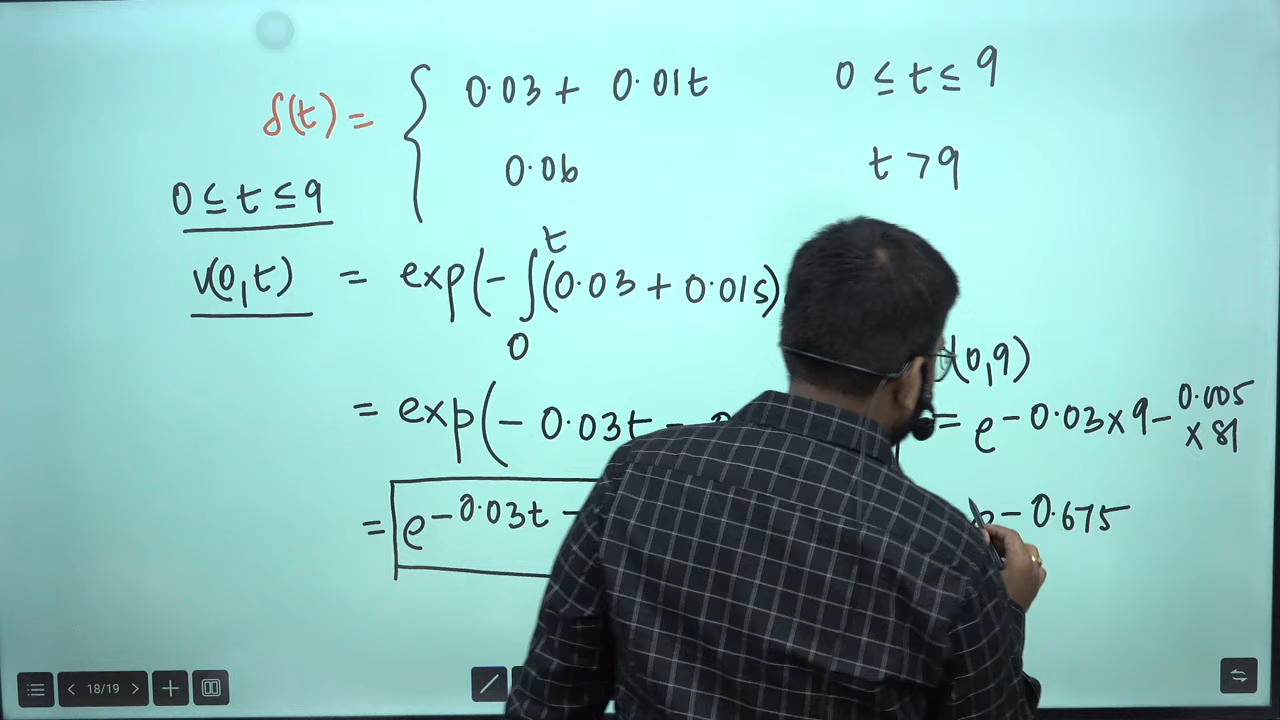 δ(t) = { 0.03 + 0.01t 0 ≤ t ≤ 9
0.06 t > 9
0 ≤ t ≤ 9
v(0,t) = exp(- ∫ (0.03 + 0.01s)
t
0
(0,9)
= exp(- 0.03t -
= e - 0.03 x 9 - 0.005 x 81
= e - 0.03t -
- 0.675
18/19